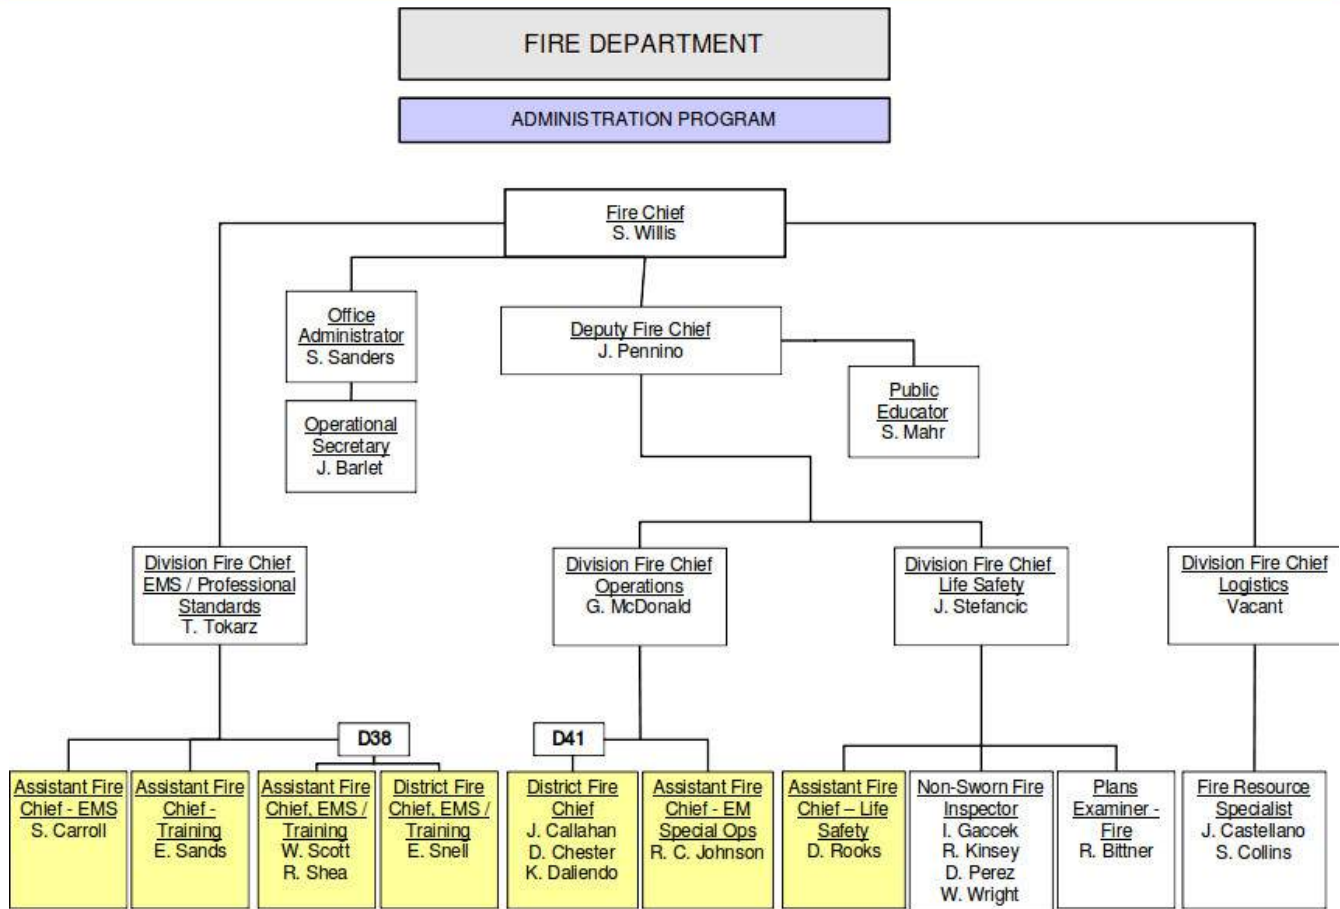 FIRE DEPARTMENT
ADMINISTRATION PROGRAM
Fire Chief
S. Willis
Office
Administrator
S. Sanders
Deputy Fire Chief
J. Pennino
Public
Educator
S. Mahr
Operational
Secretary
J. Barlet
Division Fire Chief
EMS / Professional
Standards
T. Tokarz
Division Fire Chief
Operations
G. McDonald
Division Fire Chief
Life Safety
J. Stefancic
Division Fire Chief
Logistics
Vacant
D38
D41
Assistant Fire
Chief - EMS
S. Carroll
Assistant Fire
Chief -
Training
E. Sands
Assistant Fire
Chief, EMS /
Training
W. Scott
R. Shea
District Fire
Chief, EMS /
Training
E. Snell
District Fire
Chief
J. Callahan
D. Chester
K. Daliendo
Assistant Fire
Chief - EM
Special Ops
R. C. Johnson
Assistant Fire
Chief – Life
Safety
D. Rooks
Non-Sworn Fire
Inspector
I. Gaccek
R. Kinsey
D. Perez
W. Wright
Plans
Examiner -
Fire
R. Bittner
Fire Resource
Specialist
J. Castellano
S. Collins